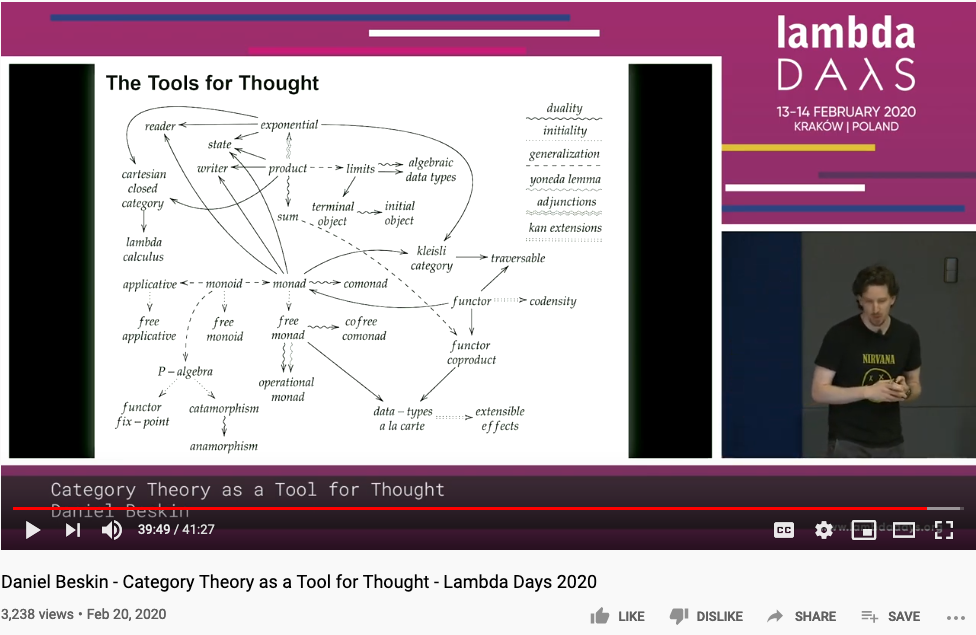 lambda
DAλS
13–14 FEBRUARY 2020
KRAKÓW | POLAND
The Tools for Thought
reader
exponential
state
writer
product
limits
algebraic
data types
cartesian
closed
category
sum
terminal
object
initial
object
lambda
calculus
kleisli
category
traversable
applicative
monoid
monad
comonad
functor
codensity
free
applicative
free
monoid
free
monad
cofree
comonad
functor
coproduct
P–algebra
operational
monad
functor
fix–point
catamorphism
data–types
a la carte
extensible
effects
anamorphism
duality
initiality
generalization
yoneda lemma
adjunctions
kan extensions
NIRVANA
Category Theory as a Tool for Thought
Daniel Beskin
39:49 / 41:27
CC
Daniel Beskin - Category Theory as a Tool for Thought - Lambda Days 2020
3,238 views • Feb 20, 2020
LIKE
DISLIKE
SHARE
SAVE